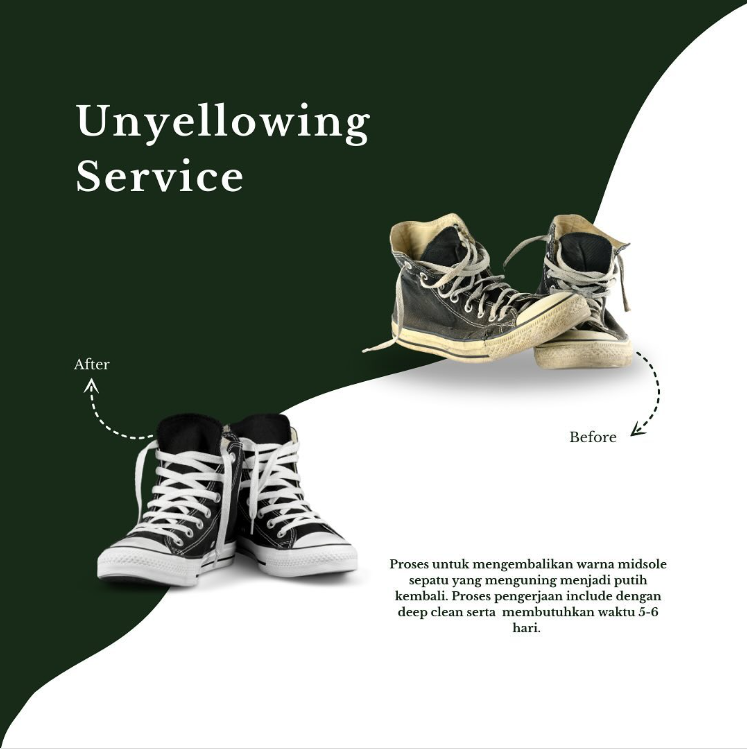 Unyellowing
Service
After
Before
Proses untuk mengembalikan warna midsole
sepatu yang menguning menjadi putih
kembali. Proses pengerjaan include dengan
deep clean serta  membutuhkan waktu 5-6
hari.